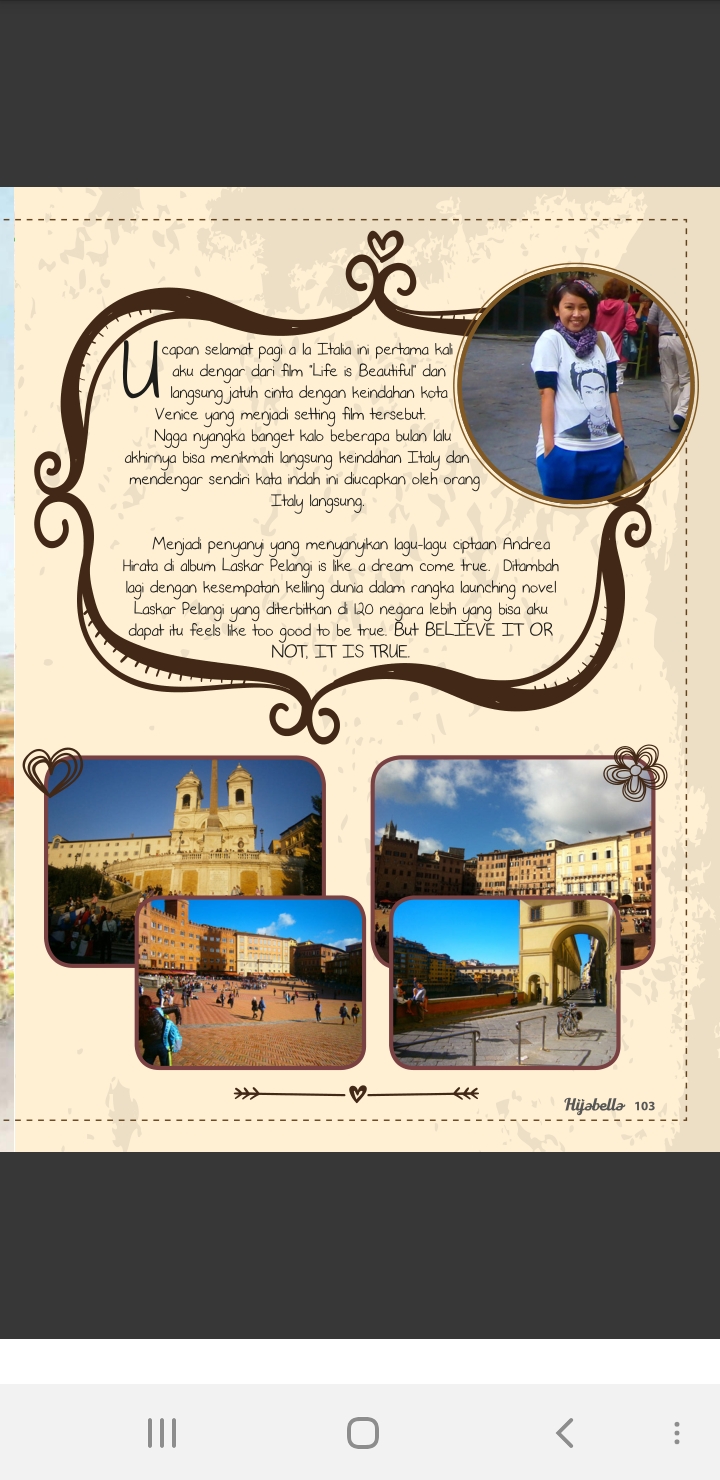 Ucapan selamat pagi a la Italia ini pertama kali
aku dengar dari film "Life is Beautiful" dan
langsung jatuh cinta dengan keindahan kota
Venice yang menjadi setting film tersebut.
Ngga nyangka banget kalo beberapa bulan lalu
akhirnya bisa menikmati langsung keindahan Italy dan
mendengar sendiri kata indah ini diucapkan oleh orang
Italy langsung.
Menjadi penyanyi yang menyanyikan lagu-lagu ciptaan Andrea
Hirata di album Laskar Pelangi is like a dream come true. Ditambah
lagi dengan kesempatan keliling dunia dalam rangka launching novel
Laskar Pelangi yang diterbitkan di 120 negara lebih yang bisa aku
dapat itu feels like too good to be true. But BELIEVE IT OR
NOT, IT IS TRUE.
Hijabella 103